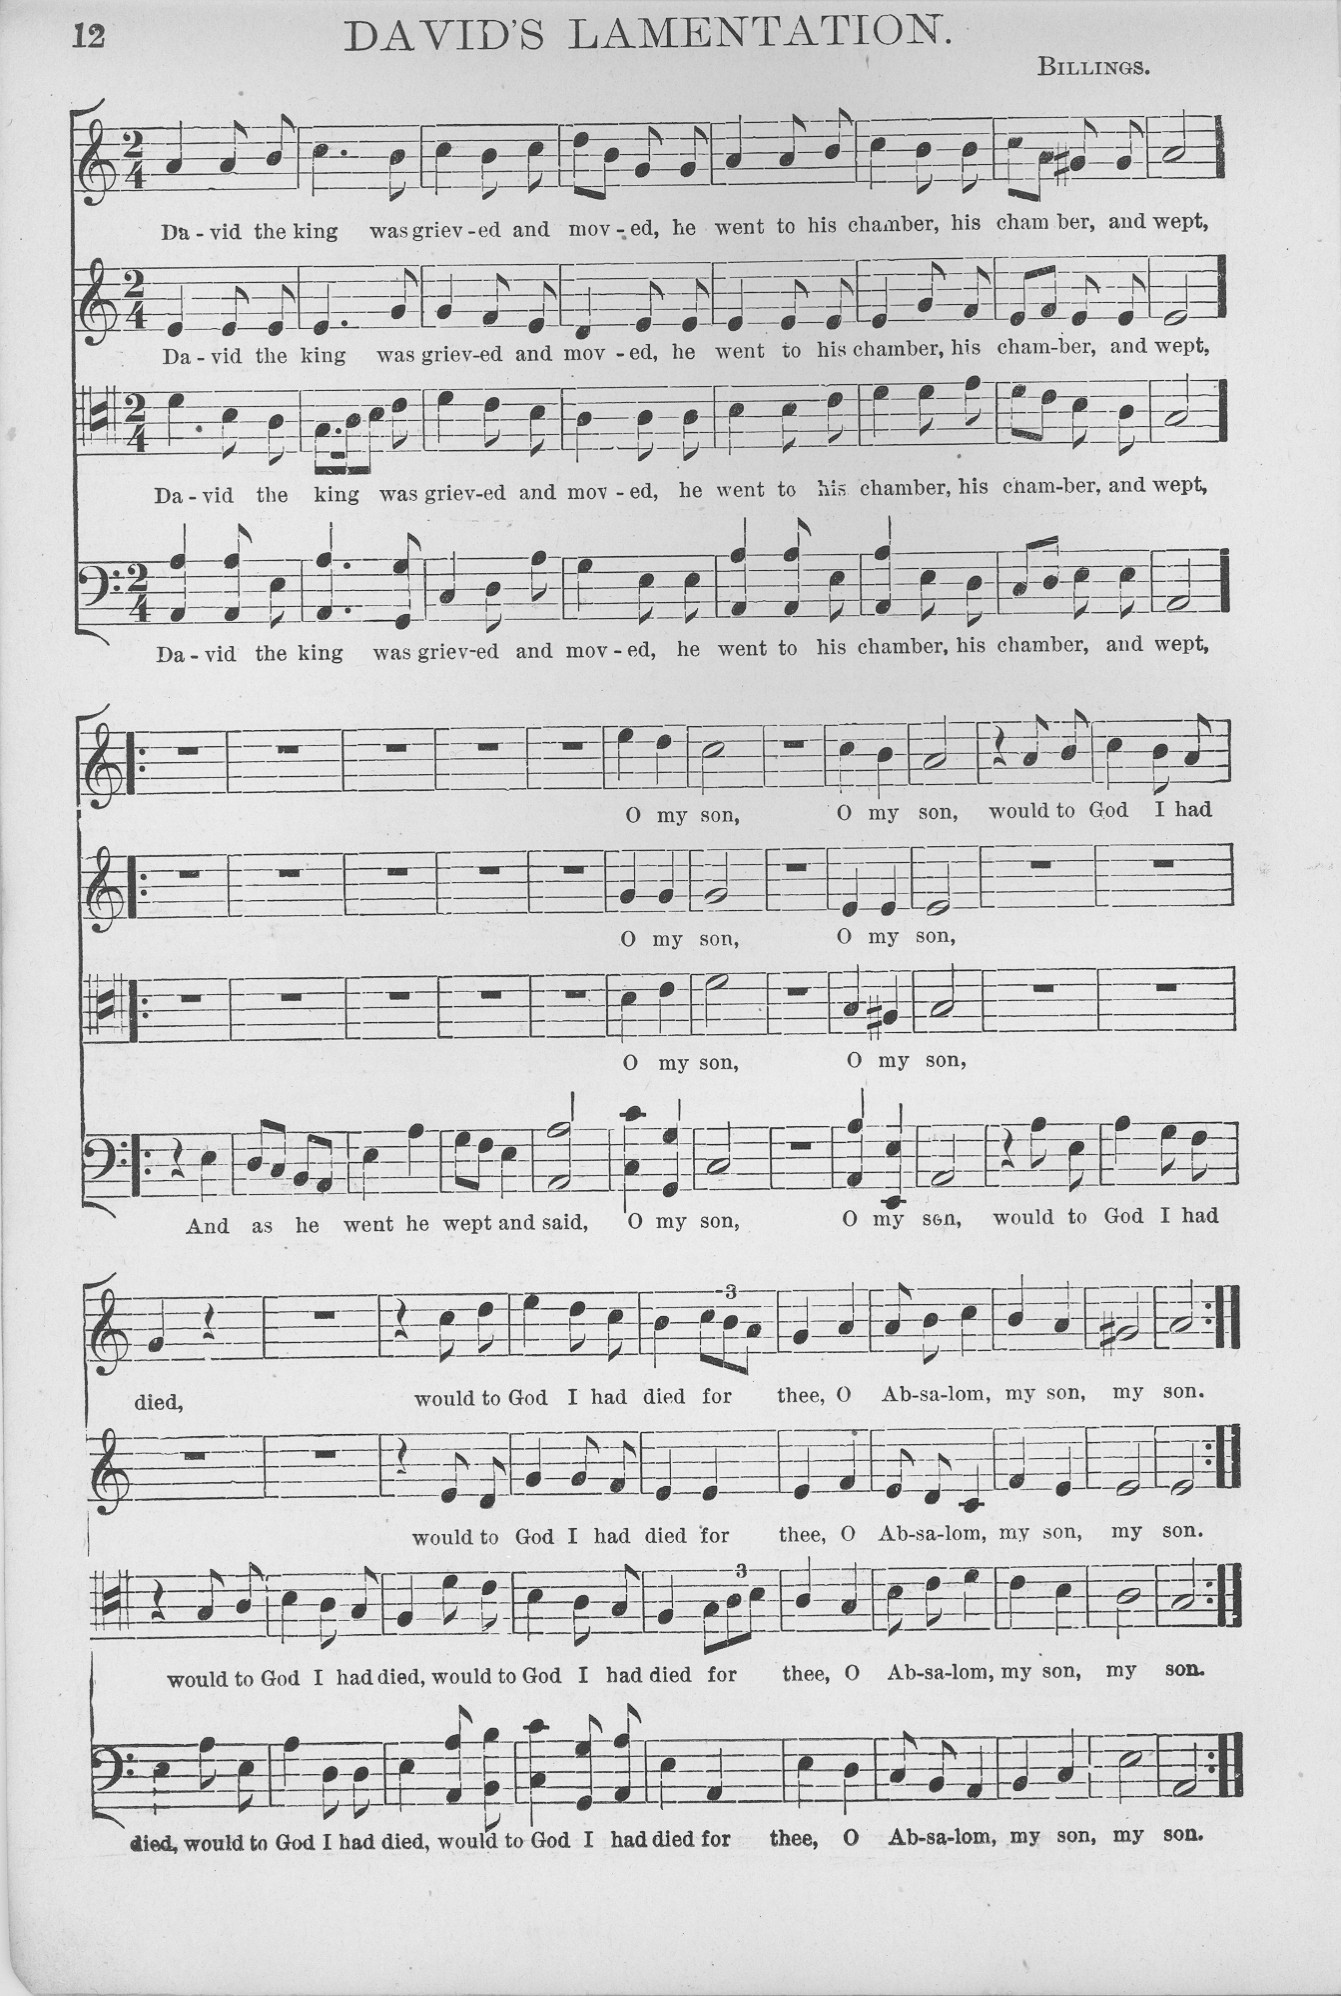 12
DAVID'S LAMENTATION.
BILLINGS.
2 4
Da - vid the king was griev - ed and mov - ed, he went to his chamber, his cham ber, and wept,
2 4
Da - vid the king was griev-ed and mov - ed, he went to his chamber, his cham-ber, and wept,
2 4
Da - vid the king was griev-ed and mov - ed, he went to his chamber, his cham-ber, and wept,
2 4
Da - vid the king was griev-ed and mov - ed, he went to his chamber, his chamber, and wept,
O my son, O my son, would to God I had
O my son, O my son,
O my son, O my son,
And as he went he wept and said, O my son, O my son, would to God I had
3
died, would to God I had died for thee, O Ab-sa-lom, my son, my son.
would to God I had died for thee, O Ab-sa-lom, my son, my son.
3
would to God I had died, would to God I had died for thee, O Ab-sa-lom, my son, my son.
died, would to God I had died, would to God I had died for thee, O Ab-sa-lom, my son, my son.